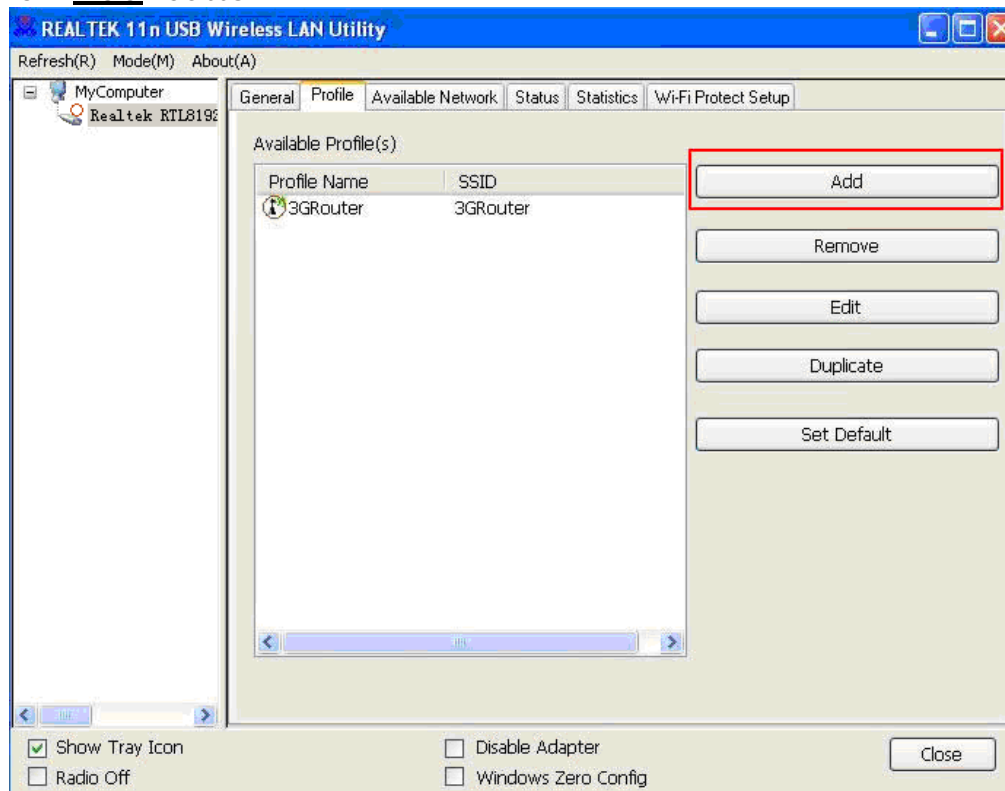 REALTEK 11n USB Wireless LAN Utility
Refresh(R) Mode(M) About(A)
MyComputer
Realtek RTL8192
General Profile Available Network Status Statistics Wi-Fi Protect Setup
Available Profile(s)
Profile Name SSID
3GRouter 3GRouter
Add
Remove
Edit
Duplicate
Set Default
Show Tray Icon
Radio Off
Disable Adapter
Windows Zero Config
Close